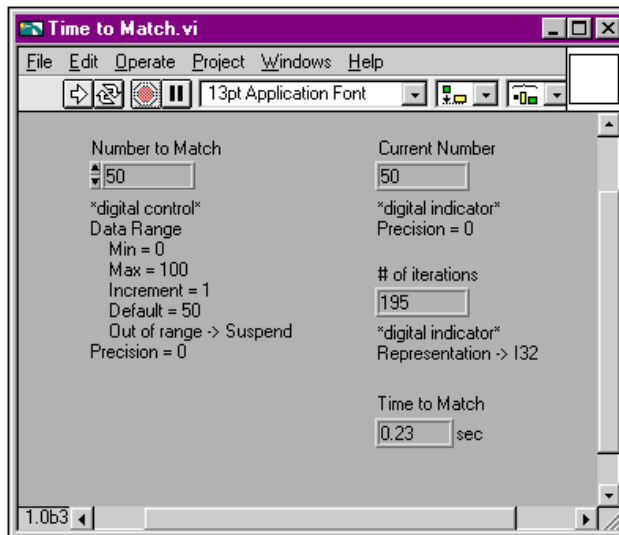 Time to Match.vi
File Edit Operate Project Windows Help
13pt Application Font
Number to Match
50
*digital control*
Data Range
Min = 0
Max = 100
Increment = 1
Default = 50
Out of range -> Suspend
Precision = 0
Current Number
50
*digital indicator*
Precision = 0
# of iterations
195
*digital indicator*
Representation -> I32
Time to Match
0.23 sec
1.0b3